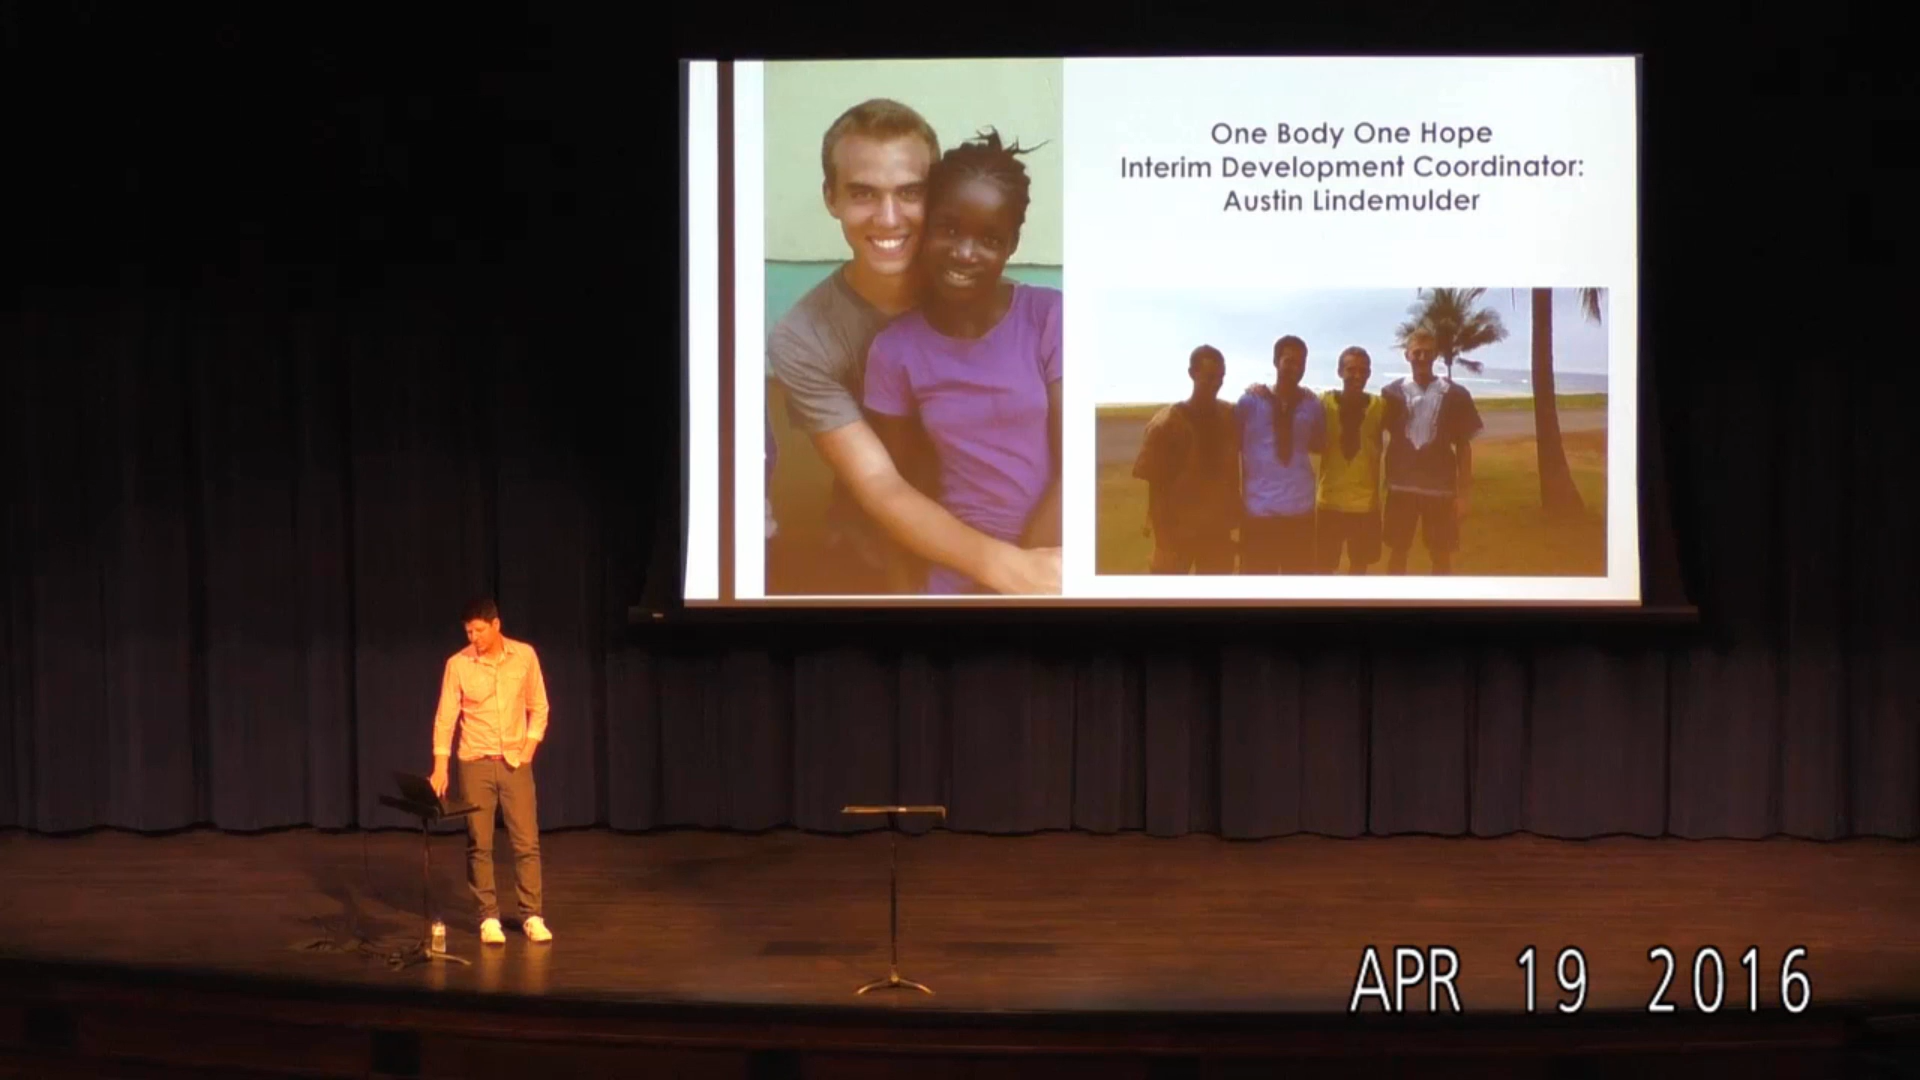 One Body One Hope
Interim Development Coordinator:
Austin Lindemulder
APR 19 2016